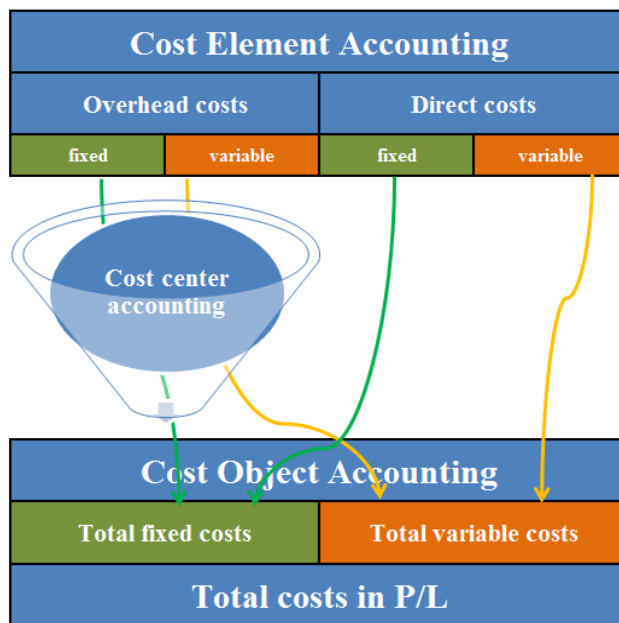 Cost Element Accounting
Overhead costs
Direct costs
fixed
variable
fixed
variable
Cost center
accounting
Cost Object Accounting
Total fixed costs
Total variable costs
Total costs in P/L